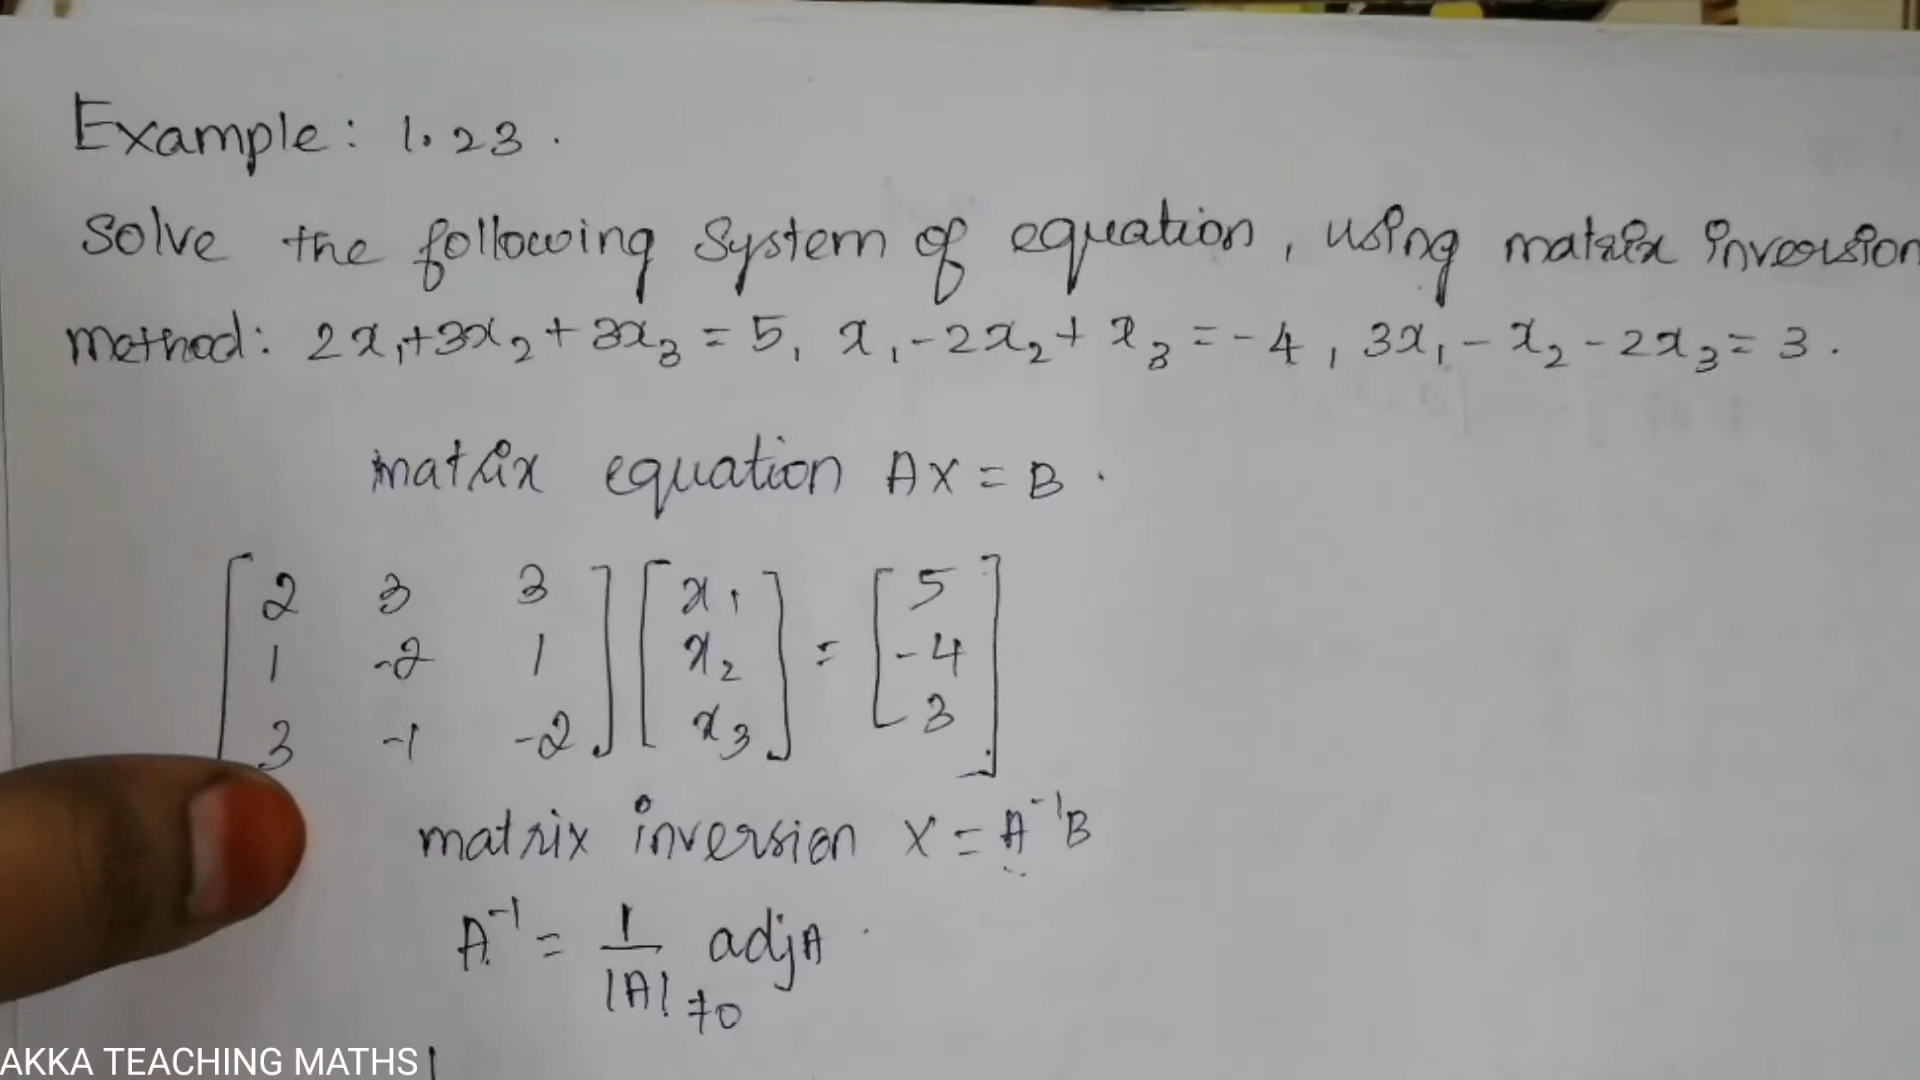 Example: 1.23.
Solve the following System of equation, using matrix inversion
method: 2x₁+3x₂+3x₃=5, x₁-2x₂+x₃=-4, 3x₁-x₂-2x₃=3.
matrix equation AX=B.
[2 3 3] [x₁] = [5]
[1 -2 1] [x₂] = [-4]
[3 -1 -2] [x₃] = [3]
matrix inversion X=A⁻¹B
A⁻¹ = 1/|A| adjA
≠0
AKKA TEACHING MATHS